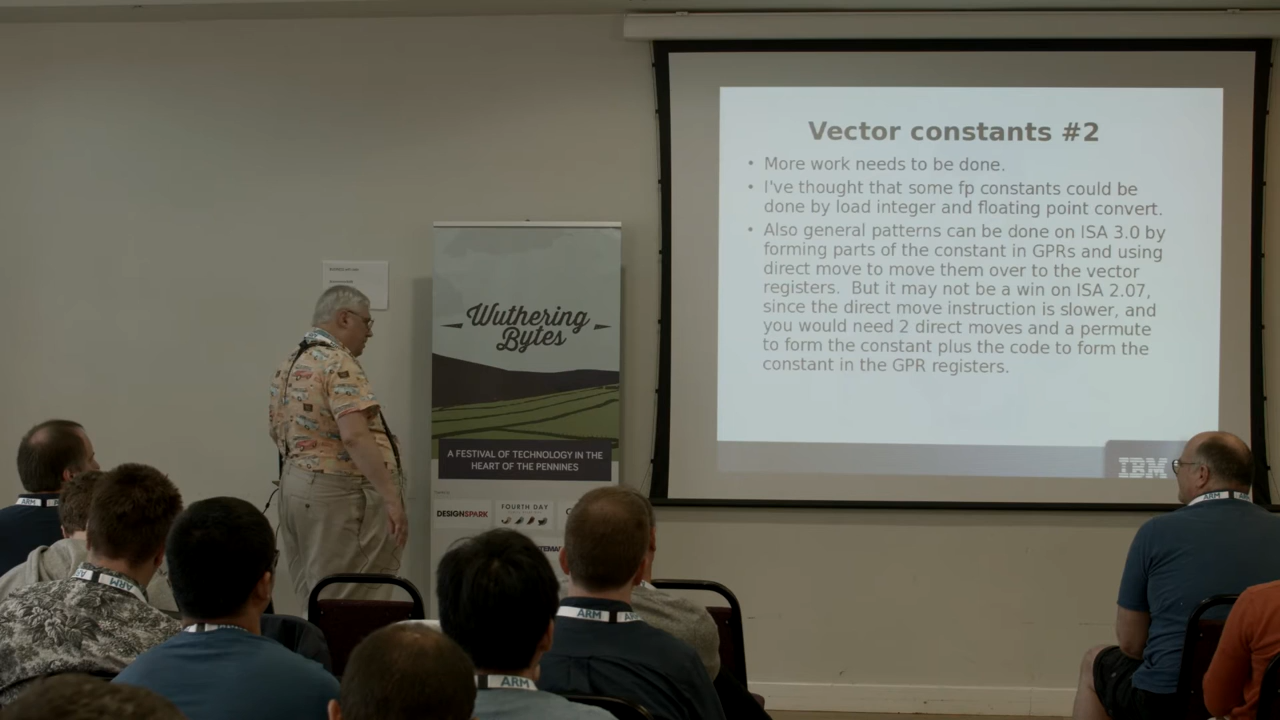 Vector constants #2
• More work needs to be done.
• I've thought that some fp constants could be
done by load integer and floating point convert.
• Also general patterns can be done on ISA 3.0 by
forming parts of the constant in GPRs and using
direct move to move them over to the vector
registers.  But it may not be a win on ISA 2.07,
since the direct move instruction is slower, and
you would need 2 direct moves and a permute
to form the constant plus the code to form the
constant in the GPR registers.
IBM
Wuthering
Bytes
A FESTIVAL OF TECHNOLOGY IN THE
HEART OF THE PENNINES
DESIGNSPARK
FOURTH DAY
ARM
ARM
ARM
ARM
ARM
ARM